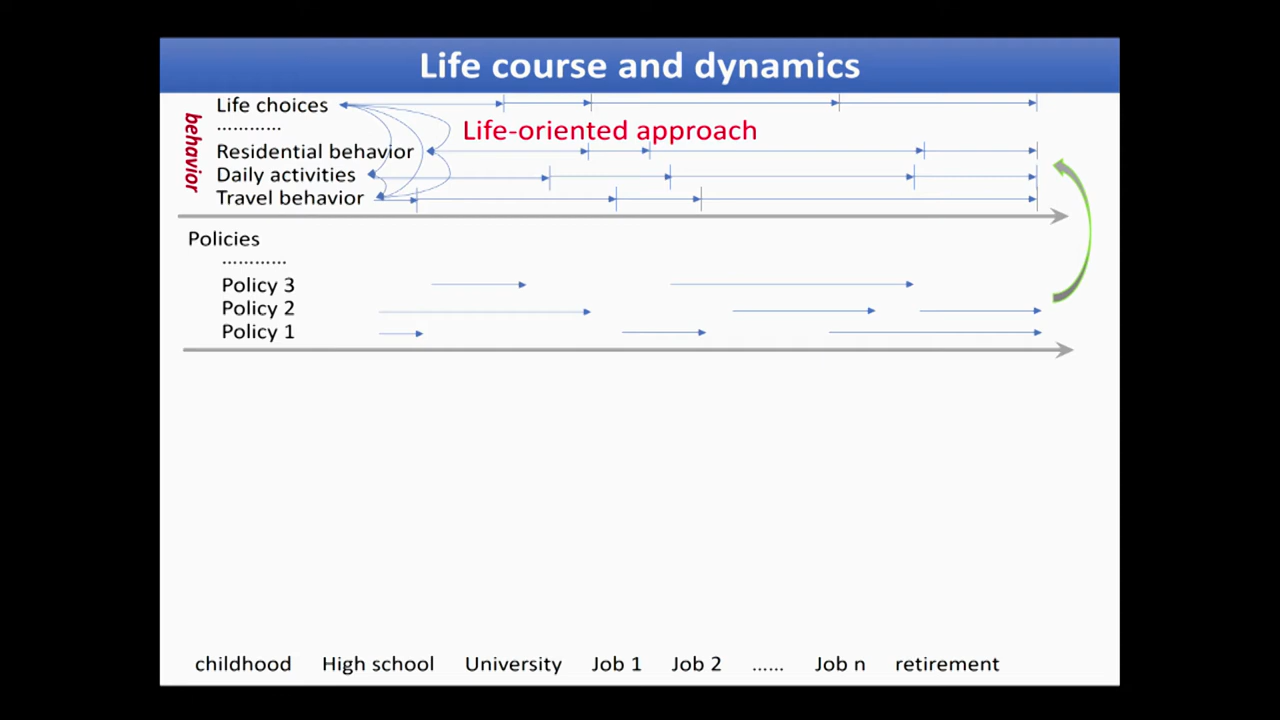 Life course and dynamics
Life choices
…………
Life-oriented approach
behavior
Residential behavior
Daily activities
Travel behavior
Policies
…………
Policy 3
Policy 2
Policy 1
childhood High school University Job 1 Job 2 …… Job n retirement